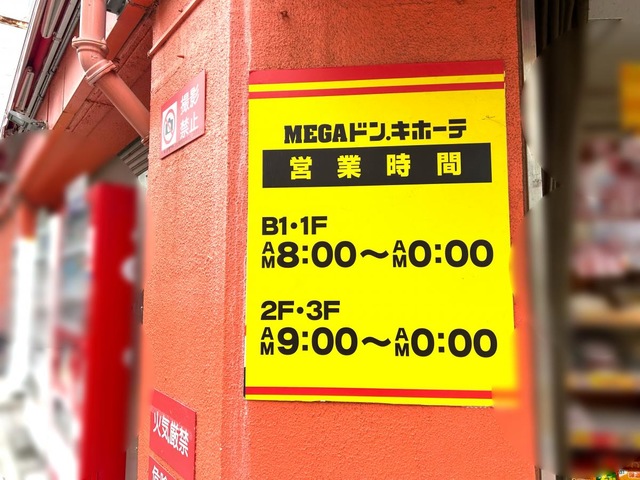 撮影
禁止
MEGAドン.キホーテ
営業時間
B1・1F
AM8:00～AM0:00
2F・3F
AM9:00～AM0:00
火気厳禁